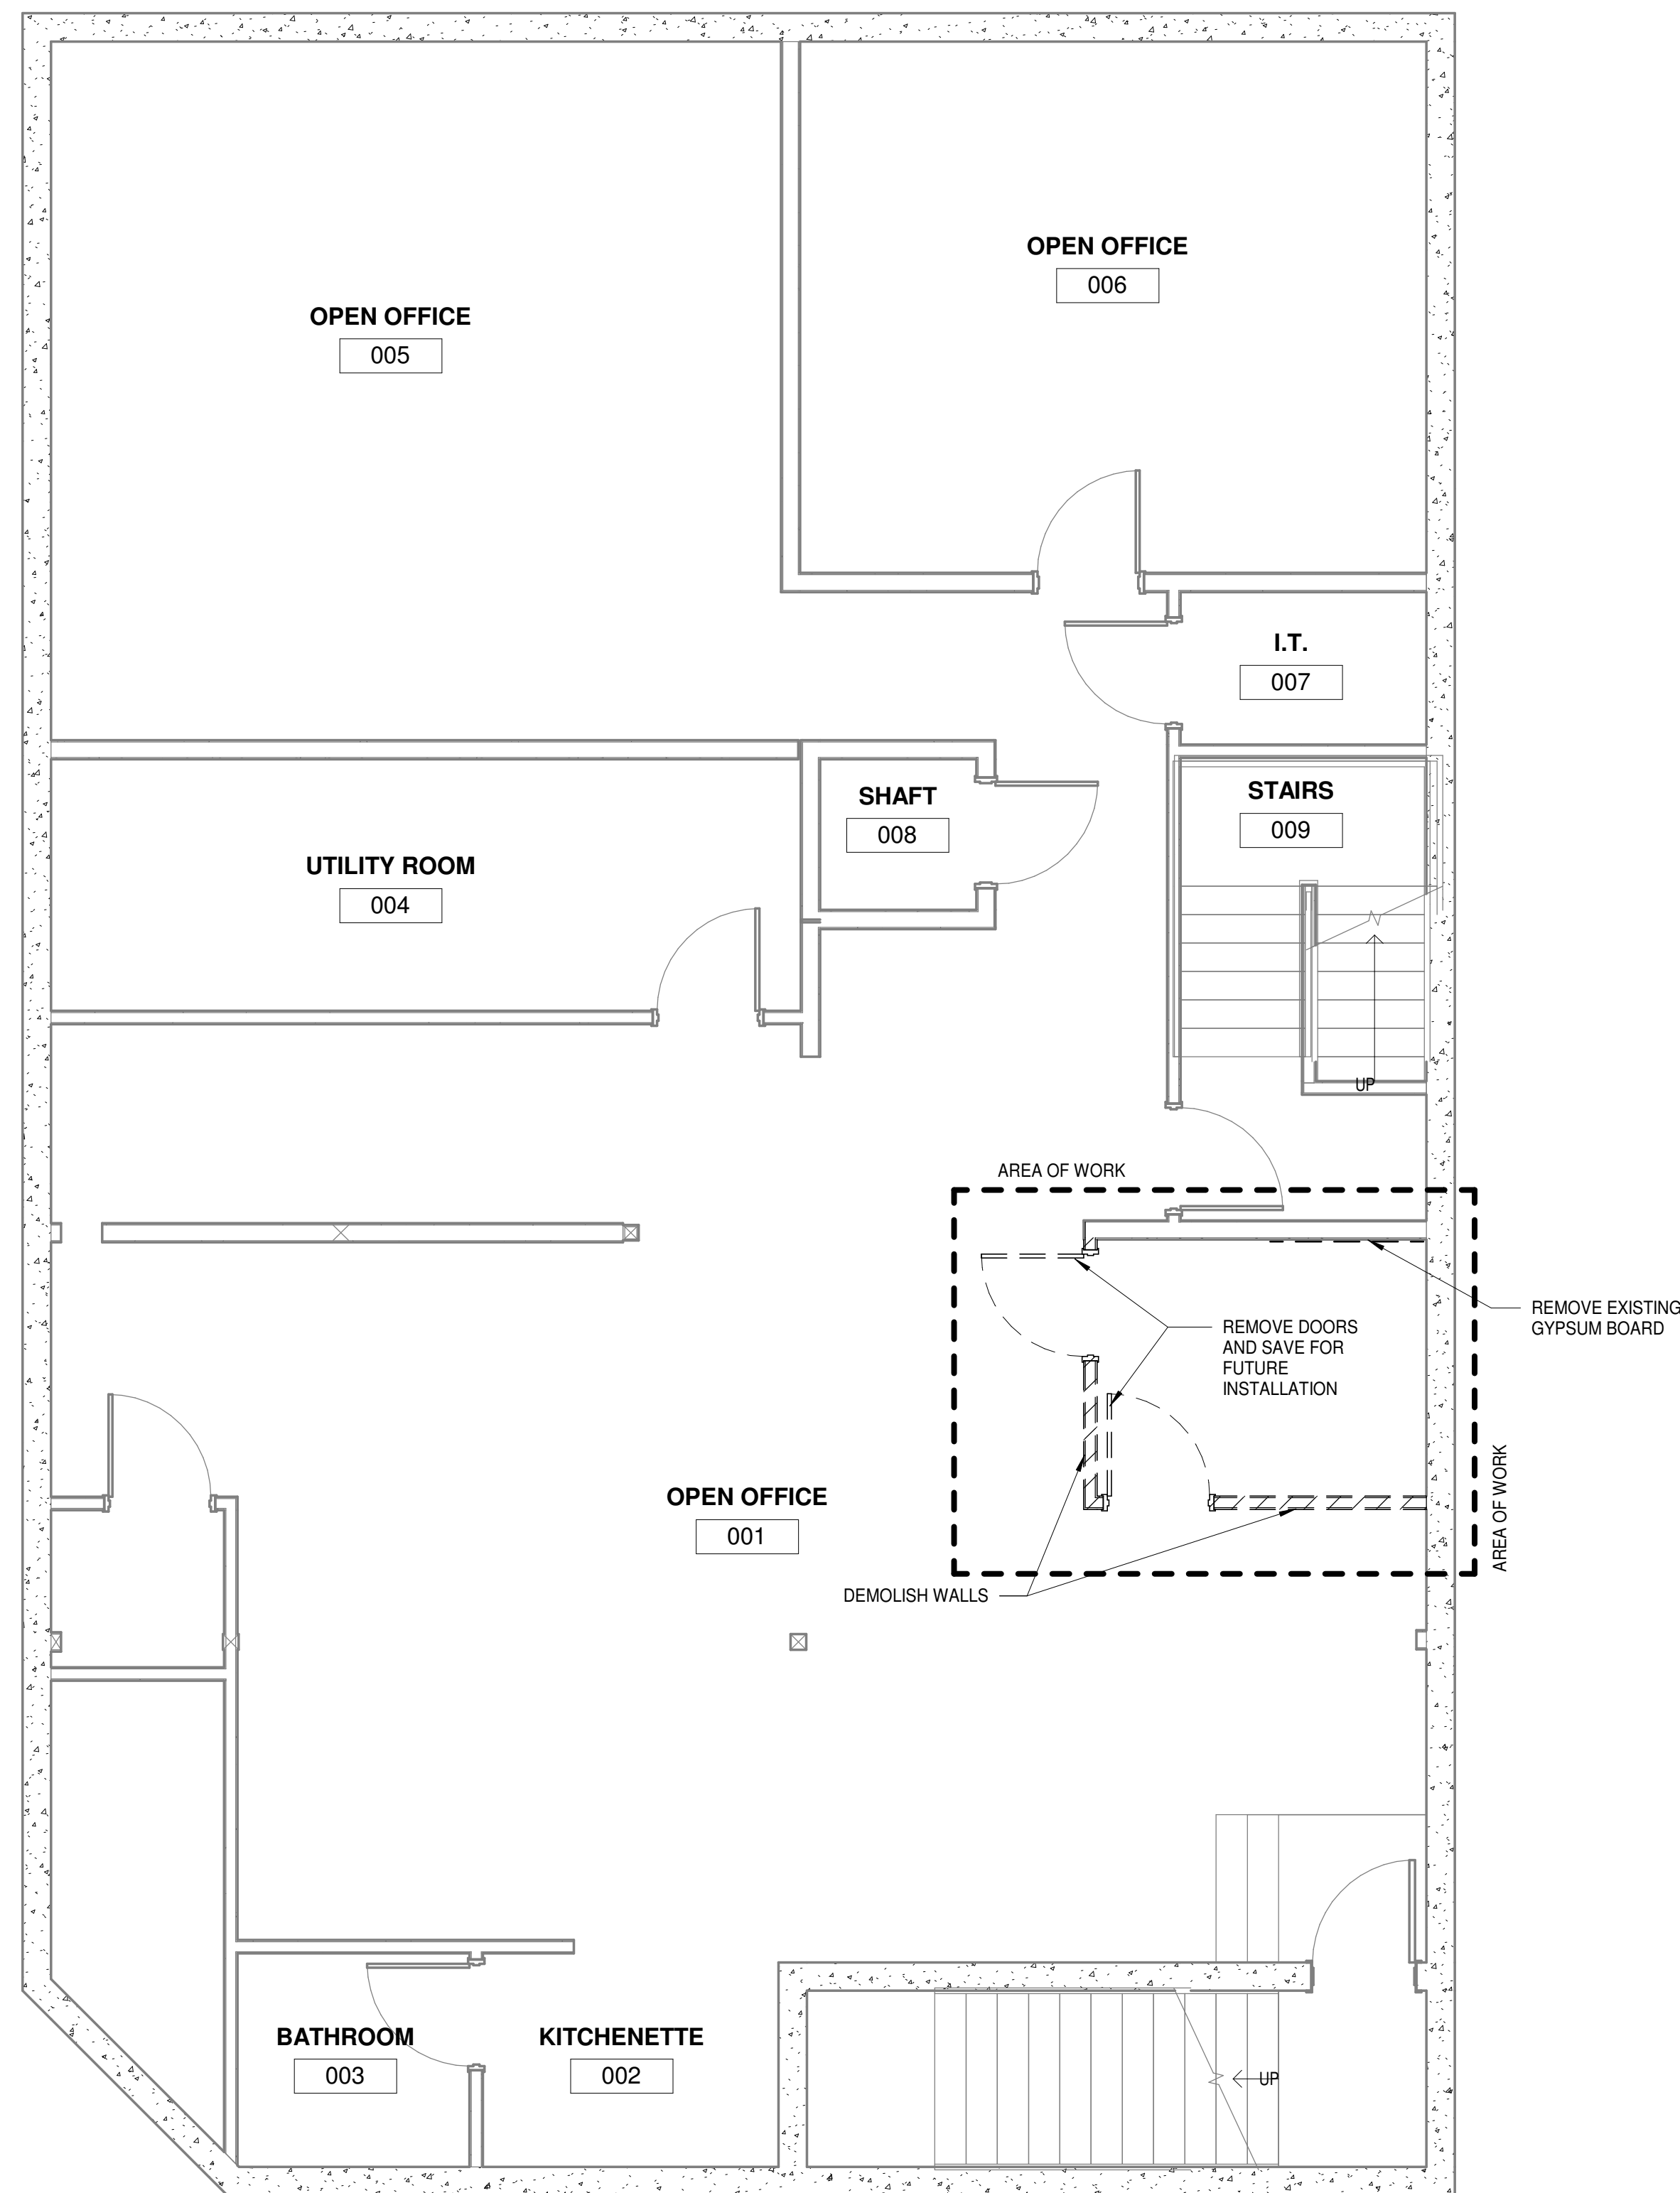 OPEN OFFICE
006
OPEN OFFICE
005
I.T.
007
SHAFT
008
STAIRS
009
UTILITY ROOM
004
UP
AREA OF WORK
REMOVE EXISTING
GYPSUM BOARD
REMOVE DOORS
AND SAVE FOR
FUTURE
INSTALLATION
AREA OF WORK
OPEN OFFICE
001
DEMOLISH WALLS
BATHROOM
003
KITCHENETTE
002
UP